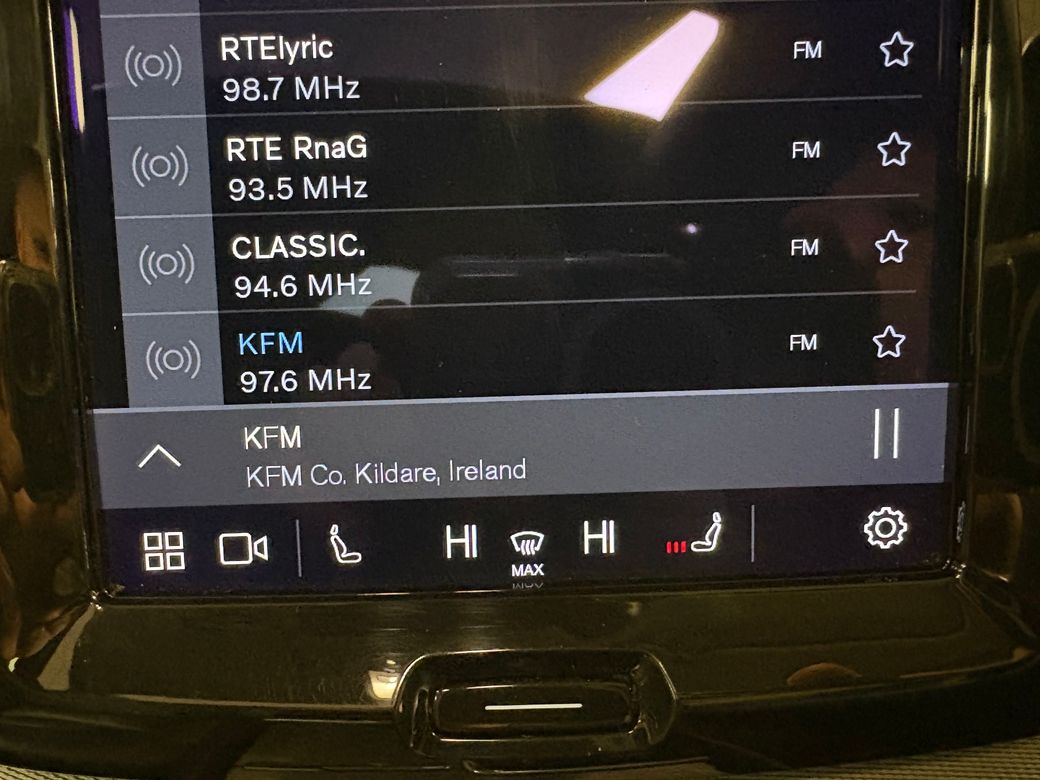 RTElyric FM
98.7 MHz
RTE RnaG FM
93.5 MHz
CLASSIC. FM
94.6 MHz
KFM FM
97.6 MHz
KFM
KFM Co. Kildare, Ireland
HI HI
MAX